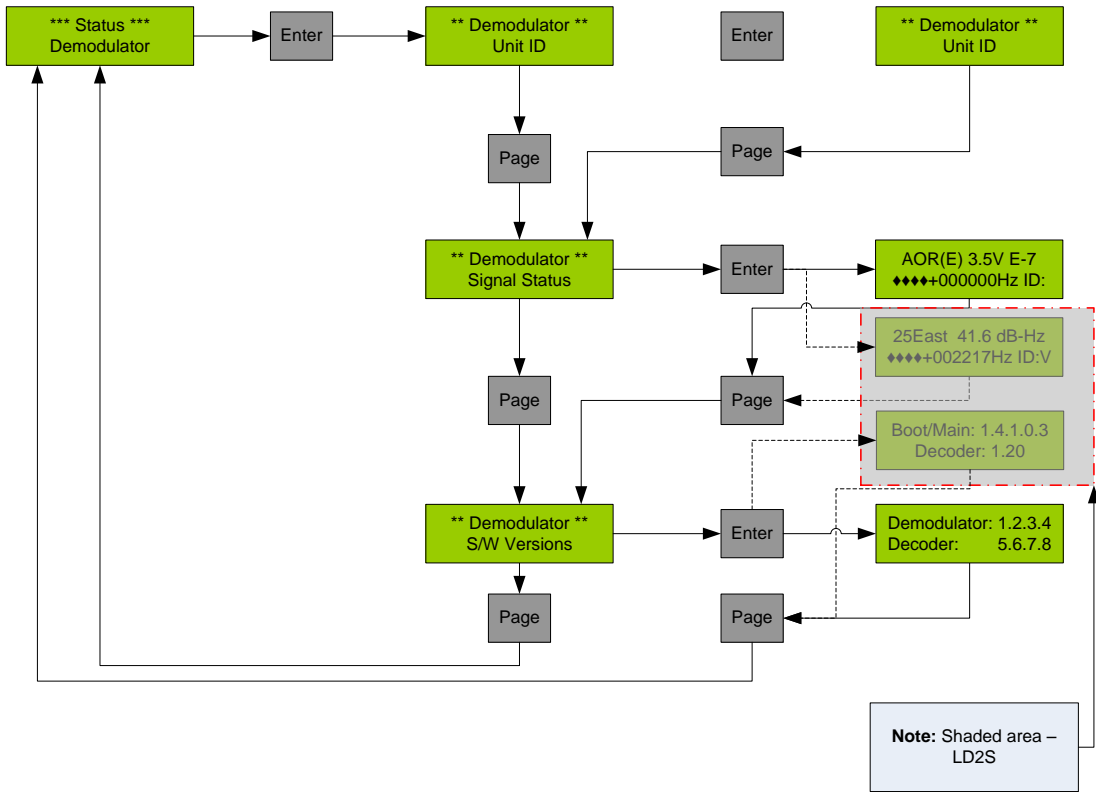 *** Status ***
Demodulator
Enter
** Demodulator **
Unit ID
Enter
** Demodulator **
Unit ID
Page
Page
** Demodulator **
Signal Status
Enter
AOR(E) 3.5V E-7
♦♦♦♦+000000Hz ID:
25East 41.6 dB-Hz
♦♦♦♦+002217Hz ID:V
Page
Page
Boot/Main: 1.4.1.0.3
Decoder: 1.20
** Demodulator **
S/W Versions
Enter
Demodulator: 1.2.3.4
Decoder: 5.6.7.8
Page
Page
Note: Shaded area –
LD2S